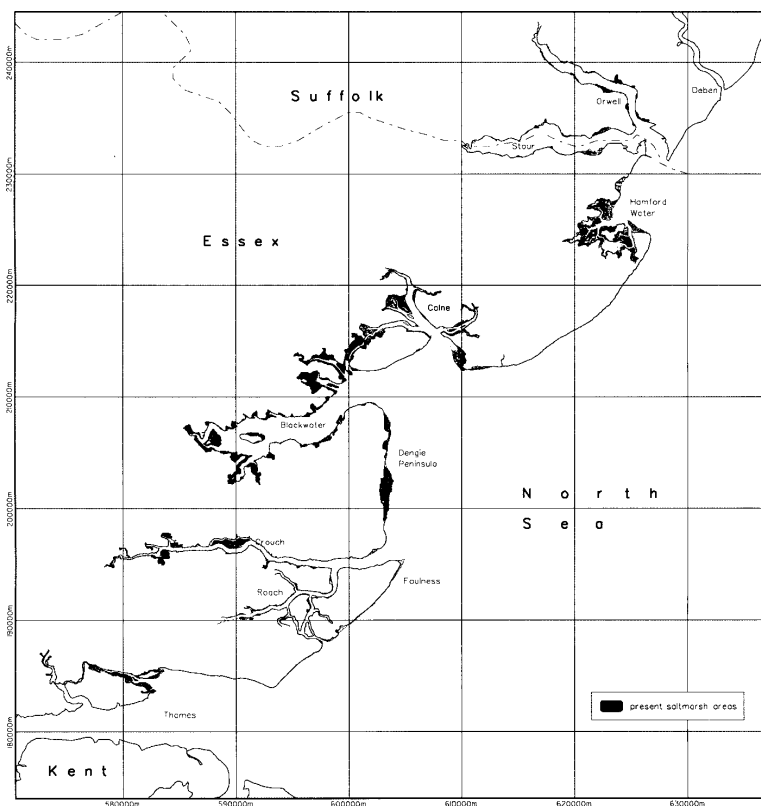 Suffolk
Orwell
Deben
Stour
Hamford
Water
Essex
Colne
Blackwater
Dengie
Peninsula
North
Sea
Crouch
Roach
Foulness
Thames
Kent
present saltmarsh areas
240000m
230000m
220000m
210000m
200000m
190000m
180000m
580000m
590000m
600000m
600000m
620000m
630000m